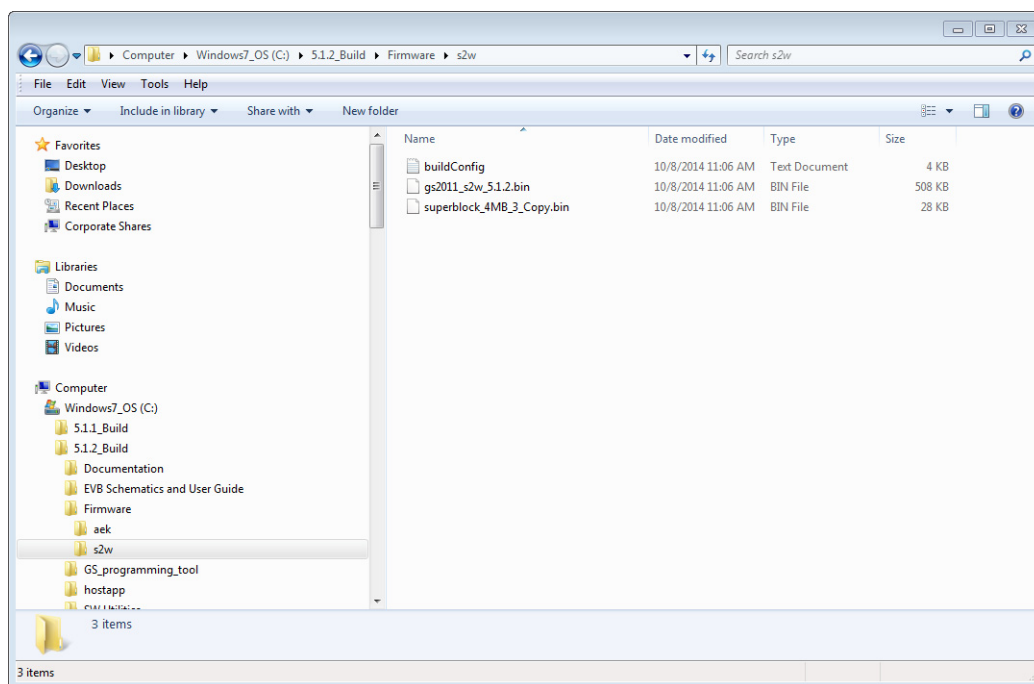 Computer Windows7_OS (C:) 5.1.2_Build Firmware s2w Search s2w
File Edit View Tools Help
Organize Include in library Share with New folder
Favorites
Desktop
Downloads
Recent Places
Corporate Shares
Libraries
Documents
Music
Pictures
Videos
Computer
Windows7_OS (C:)
5.1.1_Build
5.1.2_Build
Documentation
EVB Schematics and User Guide
Firmware
aek
s2w
GS_programming_tool
hostapp
SW Utilities
Name Date modified Type Size
buildConfig 10/8/2014 11:06 AM Text Document 4 KB
gs2011_s2w_5.1.2.bin 10/8/2014 11:06 AM BIN File 508 KB
superblock_4MB_3_Copy.bin 10/8/2014 11:06 AM BIN File 28 KB
3 items
3 items